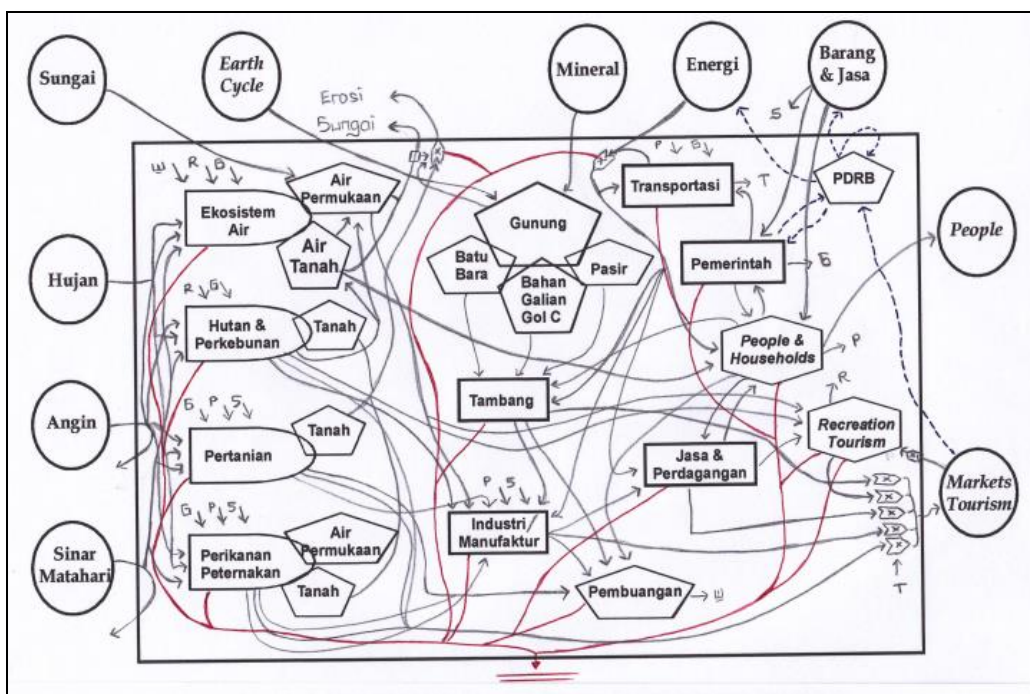 Sungai
Earth
Cycle
Mineral
Energi
Barang
& Jasa
Erosi
Sungai
S
P G
Transportasi
T
PDRB
R G
Air
Permukaan
Ekosistem
Air
Air
Tanah
Gunung
Batu
Bara
Bahan
Galian
Gol C
Pasir
Pemerintah
G
People
Hujan
R G
Hutan &
Perkebunan
Tanah
People &
Households
P
Tambang
R
Recreation
Tourism
Angin
G P S
Pertanian
Tanah
Jasa &
Perdagangan
Markets
Tourism
P S
Industri/
Manufaktur
G P S
Sinar
Matahari
Perikanan
Peternakan
Air
Permukaan
Tanah
Pembuangan
T